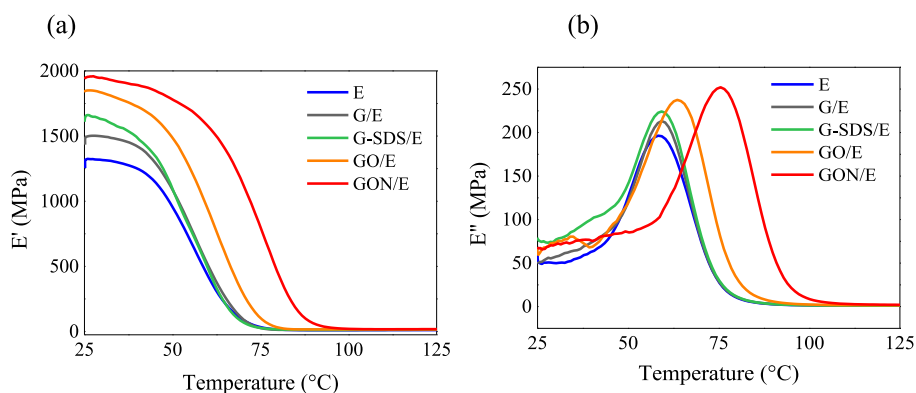 (a)
2000
1500
1000
500
0
E' (MPa)
E
G/E
G-SDS/E
GO/E
GON/E
25 50 75 100 125
Temperature (°C)
(b)
250
200
150
100
50
0
E" (MPa)
E
G/E
G-SDS/E
GO/E
GON/E
25 50 75 100 125
Temperature (°C)